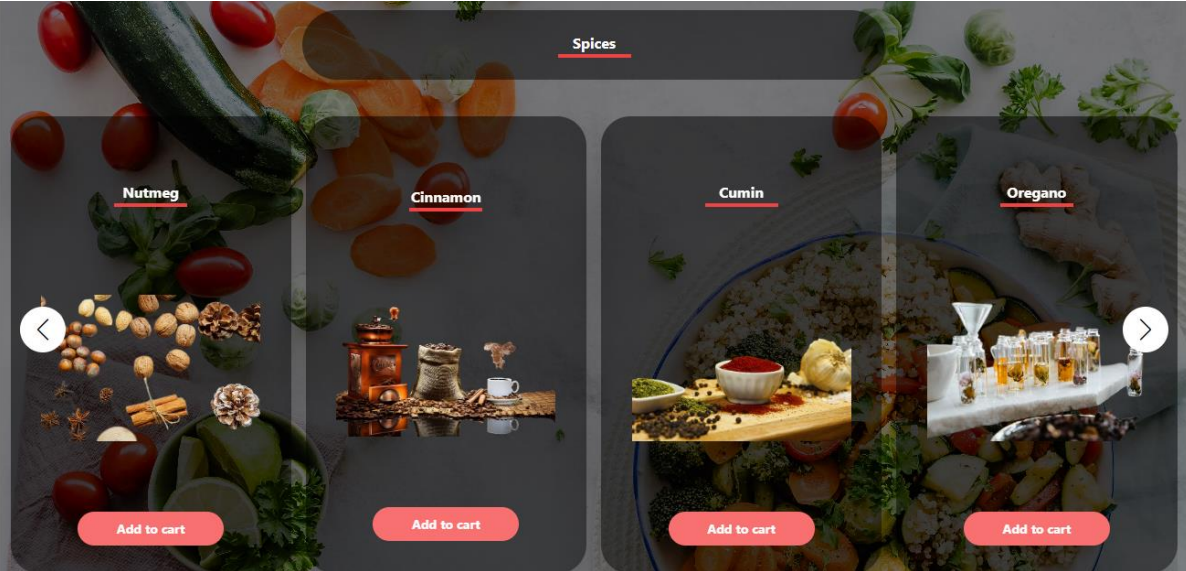 Spices
Nutmeg
Cinnamon
Cumin
Oregano
Add to cart
Add to cart
Add to cart
Add to cart